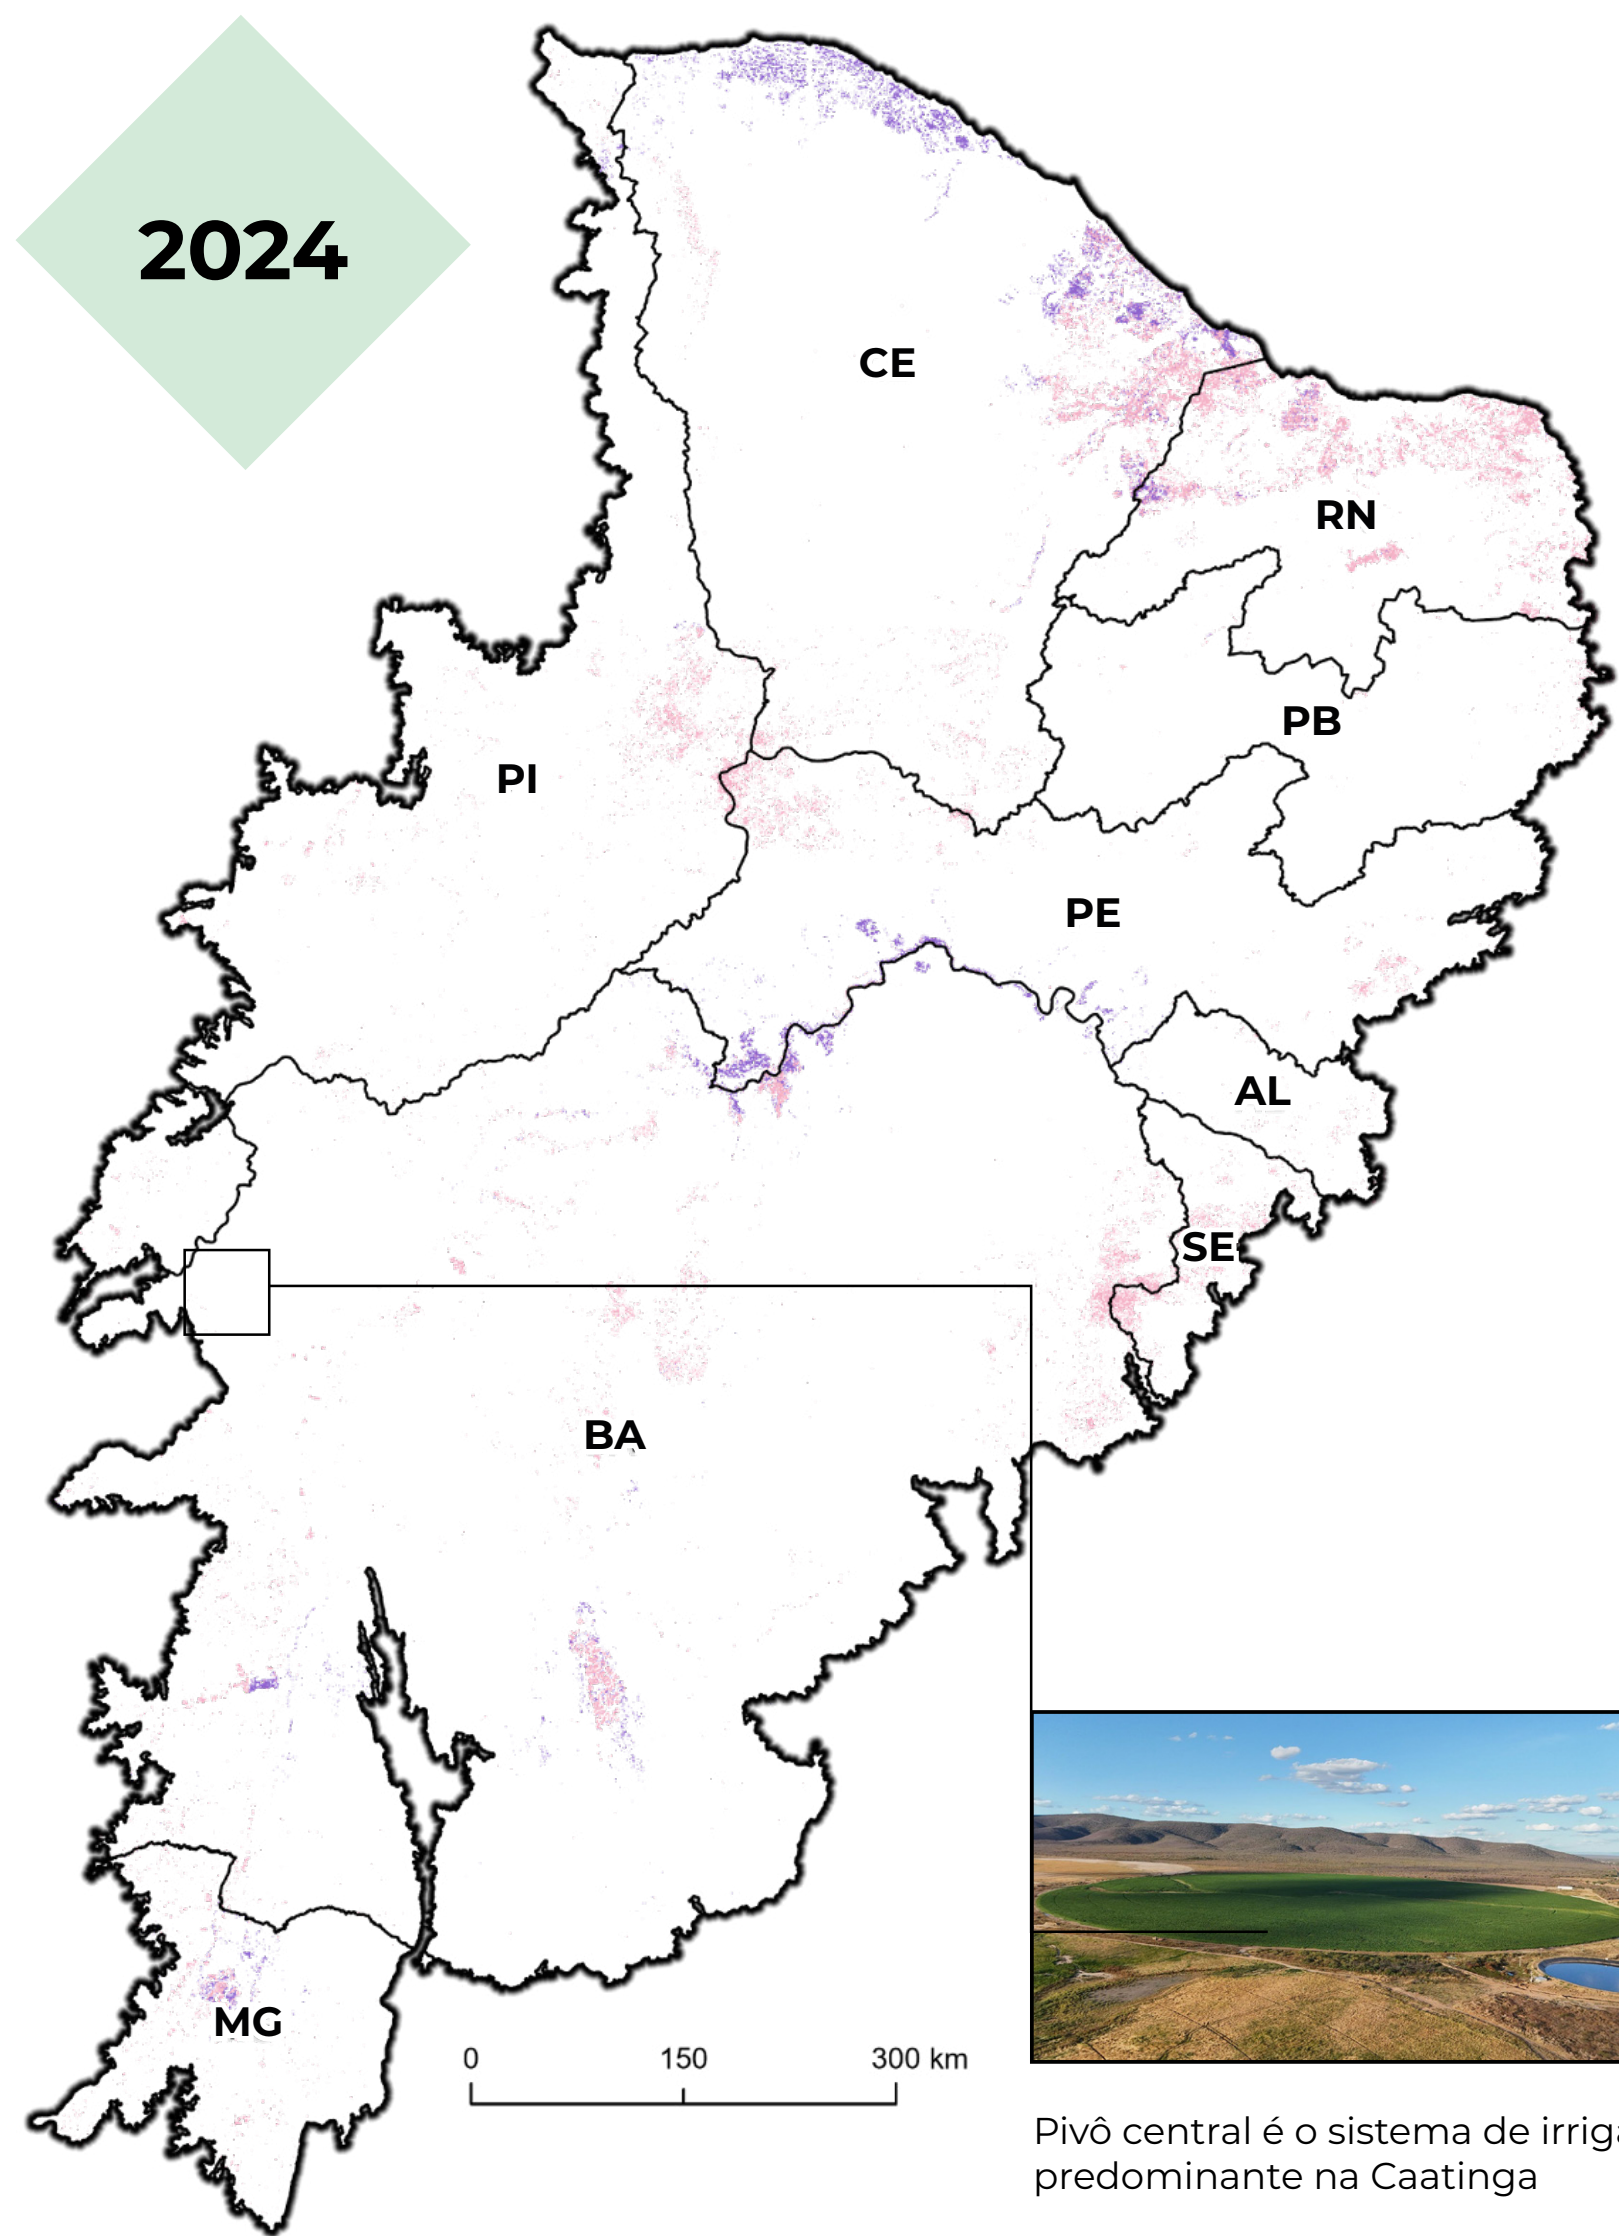 2024
CE
RN
PB
PI
PE
AL
SE
BA
MG
0 150 300 km
Pivô central é o sistema de
predominante na Caatinga